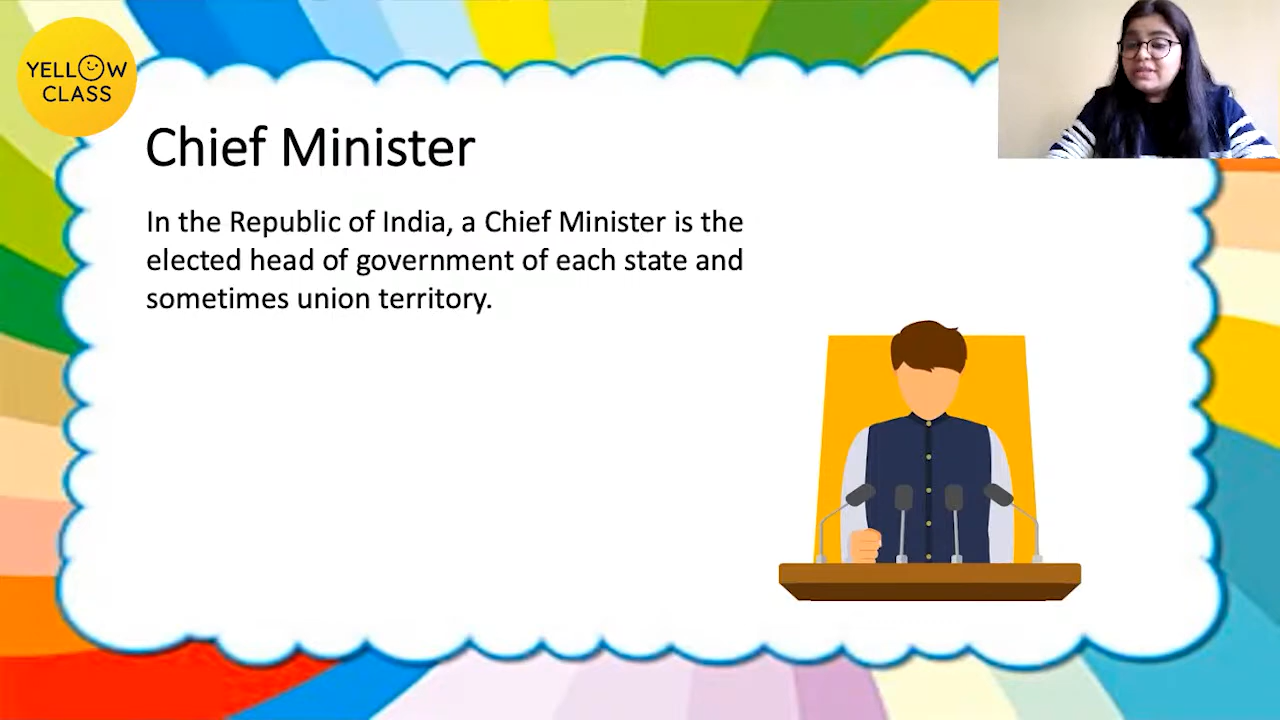 YELLOW
CLASS
Chief Minister
In the Republic of India, a Chief Minister is the
elected head of government of each state and
sometimes union territory.